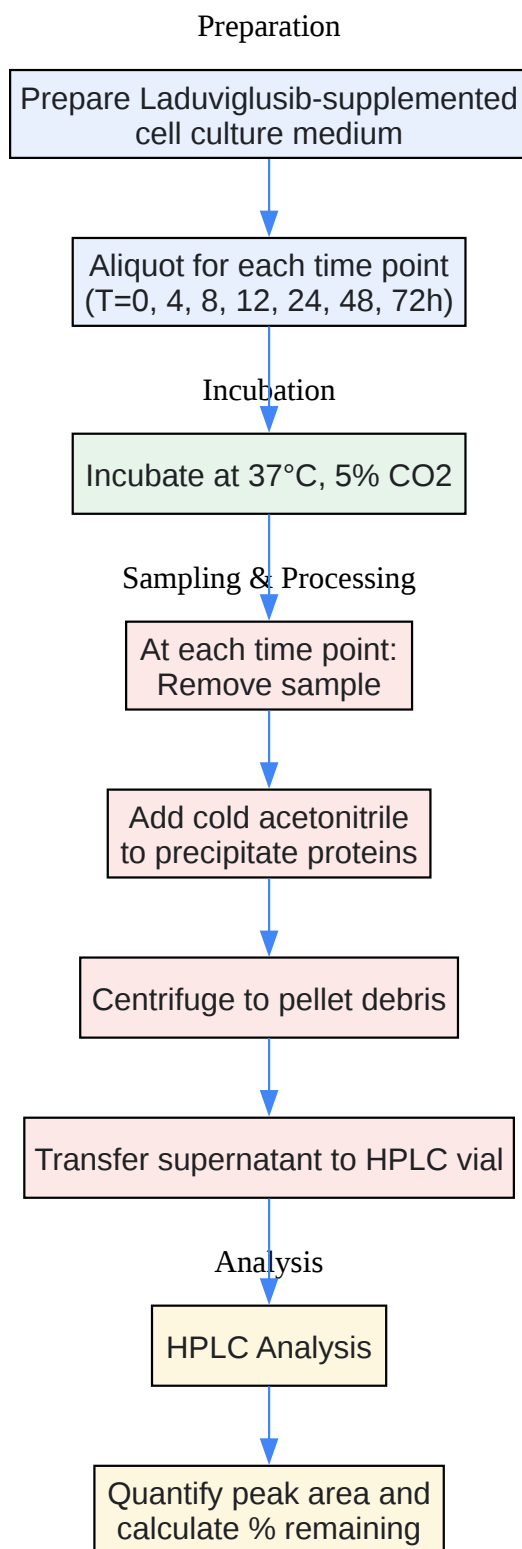 Preparation
Prepare Laduviglusib-supplemented
cell culture medium
Aliquot for each time point
(T=0, 4, 8, 12, 24, 48, 72h)
Incubation
Incubate at 37°C, 5% CO2
Sampling & Processing
At each time point:
Remove sample
Add cold acetonitrile
to precipitate proteins
Centrifuge to pellet debris
Transfer supernatant to HPLC vial
Analysis
HPLC Analysis
Quantify peak area and
calculate % remaining